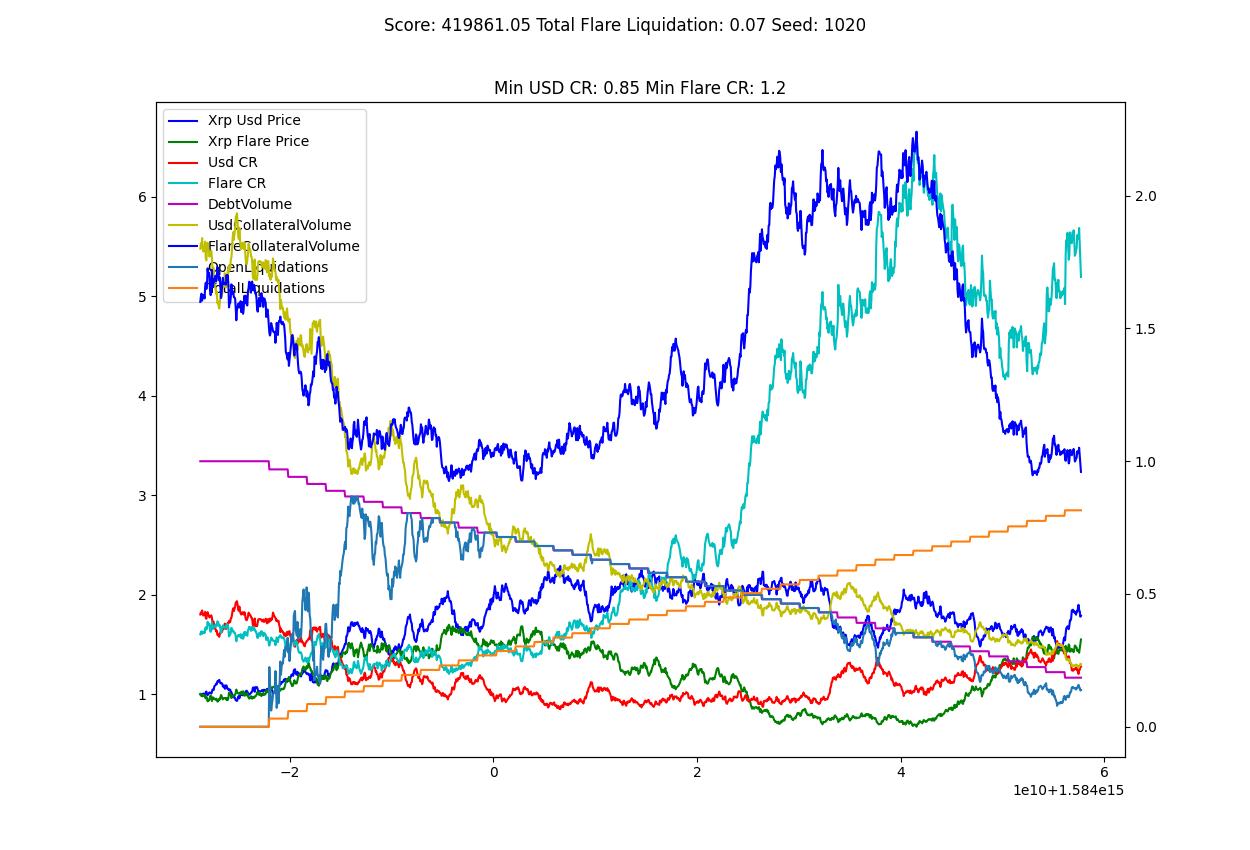 Score: 419861.05 Total Flare Liquidation: 0.07 Seed: 1020
Min USD CR: 0.85 Min Flare CR: 1.2
Xrp Usd Price
Xrp Flare Price
Usd CR
Flare CR
DebtVolume
UsdCollateralVolume
FlareCollateralVolume
OpenLiquidations
TotalLiquidations
6
5
4
3
2
1
2.0
1.5
1.0
0.5
0.0
−2
0
2
4
6
1e10+1.584e15